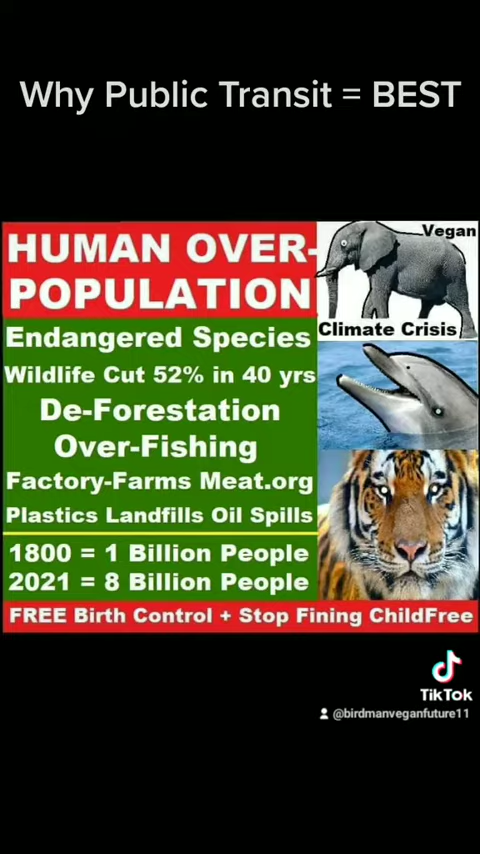 Why Public Transit = BEST
HUMAN OVER-
POPULATION
Endangered Species
Wildlife Cut 52% in 40 yrs
De-Forestation
Over-Fishing
Factory-Farms Meat.org
Plastics Landfills Oil Spills
1800 = 1 Billion People
2021 = 8 Billion People
Vegan
Climate Crisis
FREE Birth Control + Stop Fining ChildFree
TikTok
@birdmanveganfuture11